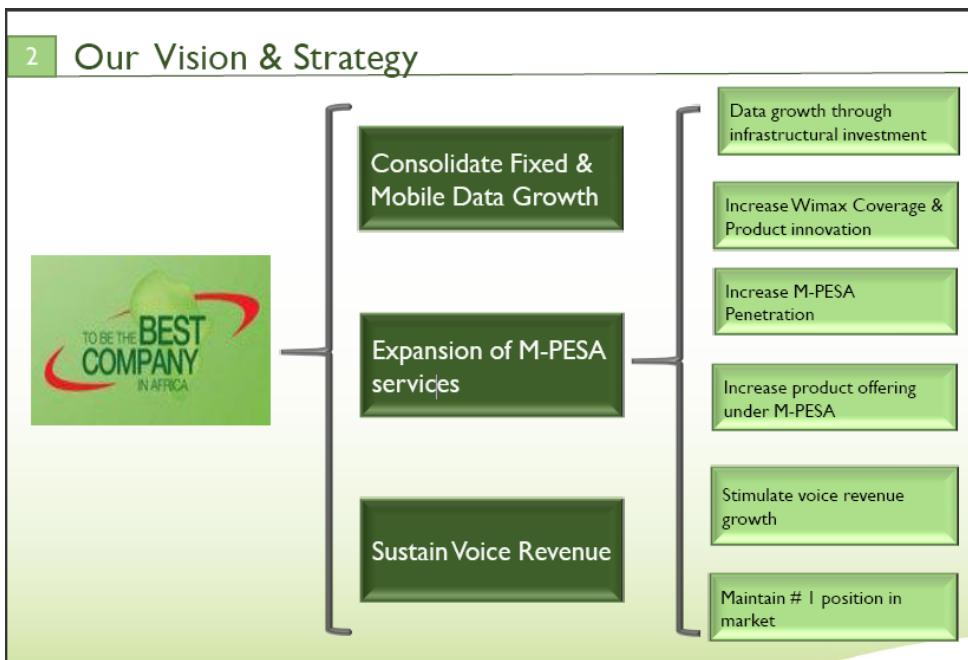 2
Our Vision & Strategy
TO BE THE BEST
COMPANY
IN AFRICA
Consolidate Fixed &
Mobile Data Growth
Expansion of M-PESA
services
Sustain Voice Revenue
Data growth through
infrastructural investment
Increase Wimax Coverage &
Product innovation
Increase M-PESA
Penetration
Increase product offering
under M-PESA
Stimulate voice revenue
growth
Maintain # 1 position in
market